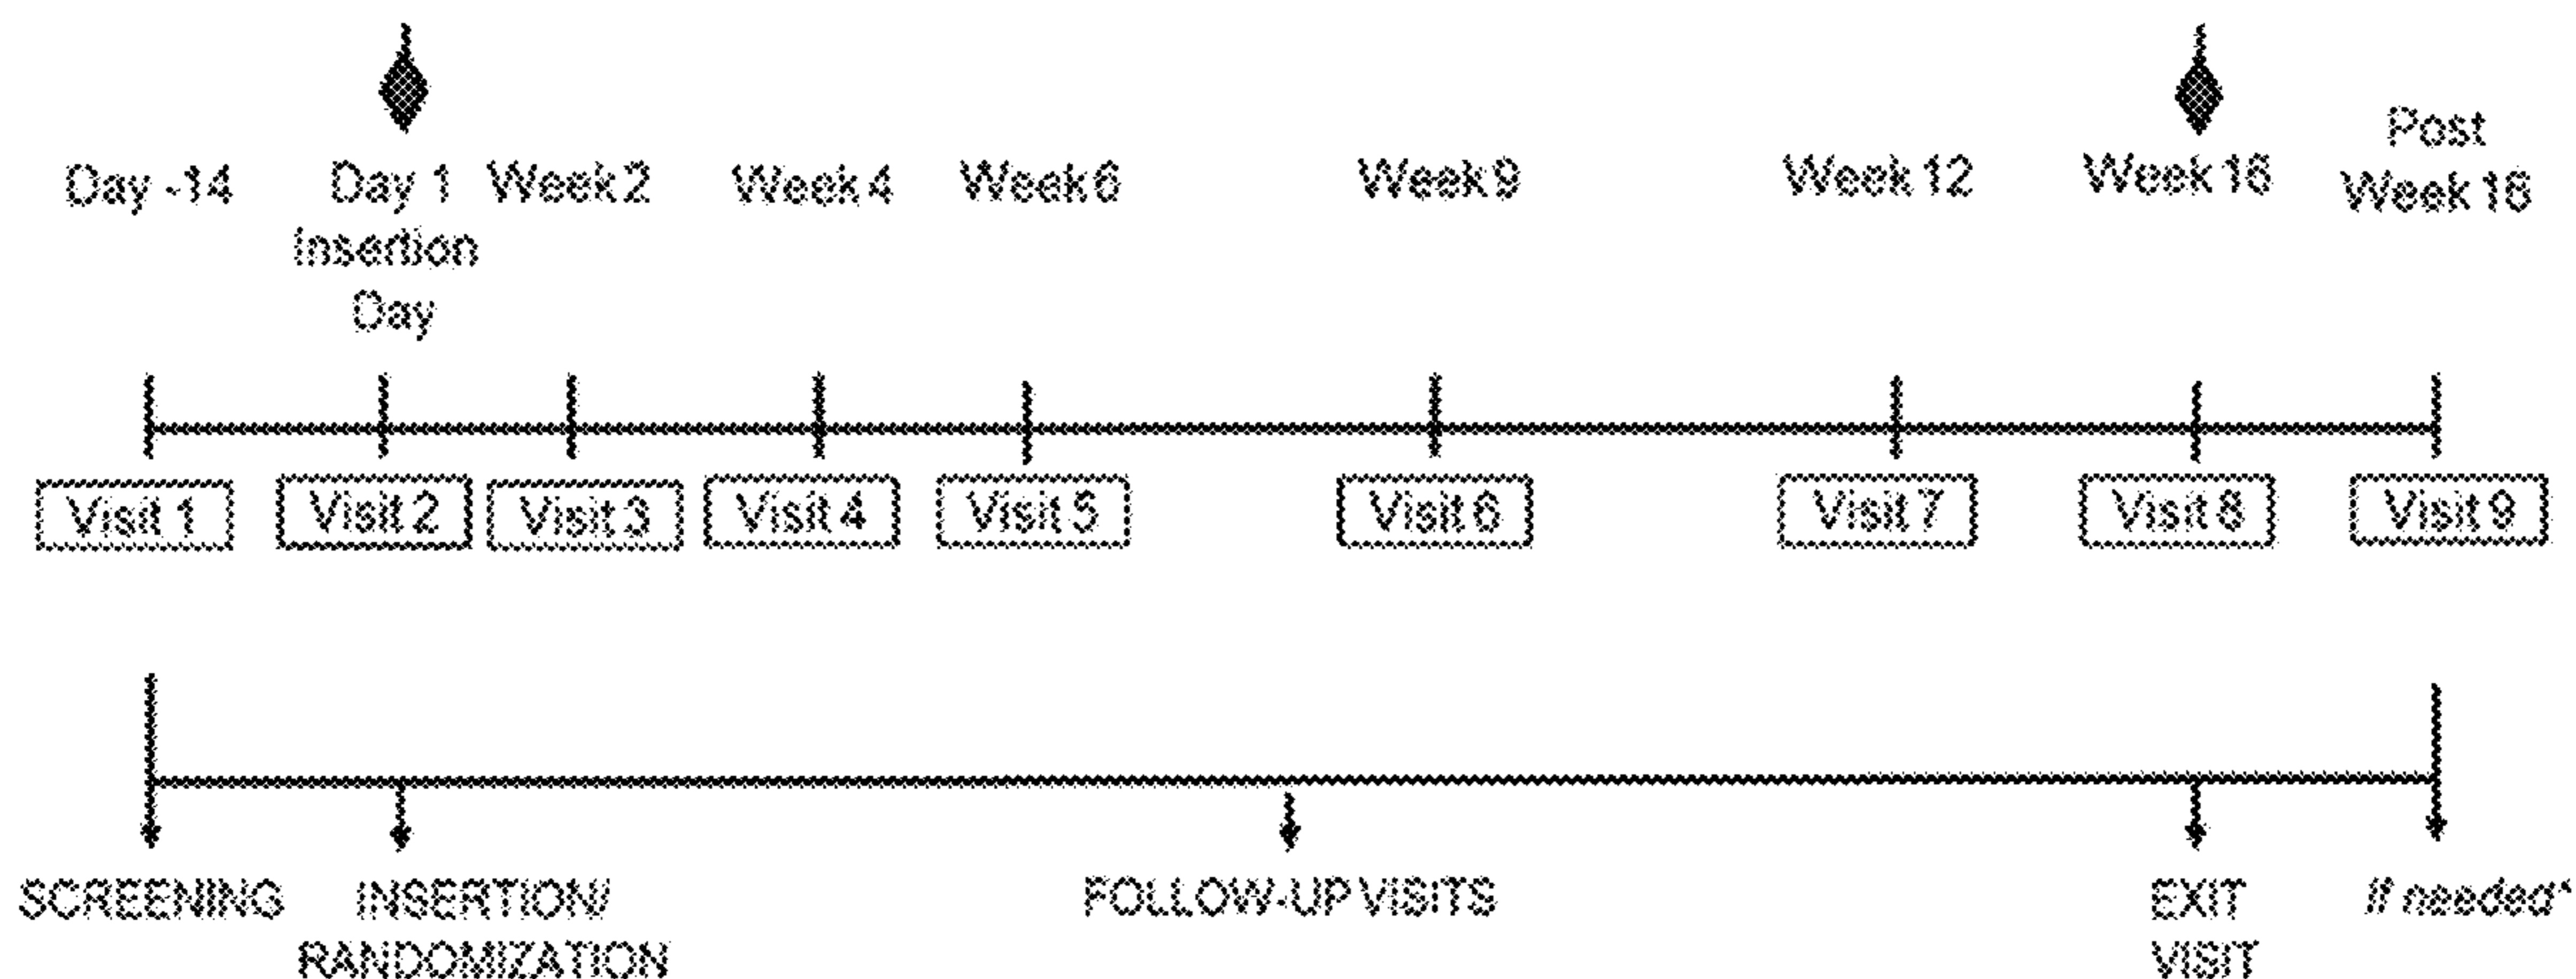 Day -14
Day 1
Insertion
Day
Week 2
Week 4
Week 6
Week 9
Week 12
Week 16
Post
Week 16
Visit 1
Visit 2
Visit 3
Visit 4
Visit 5
Visit 6
Visit 7
Visit 8
Visit 9
SCREENING
INSERTION/
RANDOMIZATION
FOLLOW-UP VISITS
EXIT
VISIT
If needed*